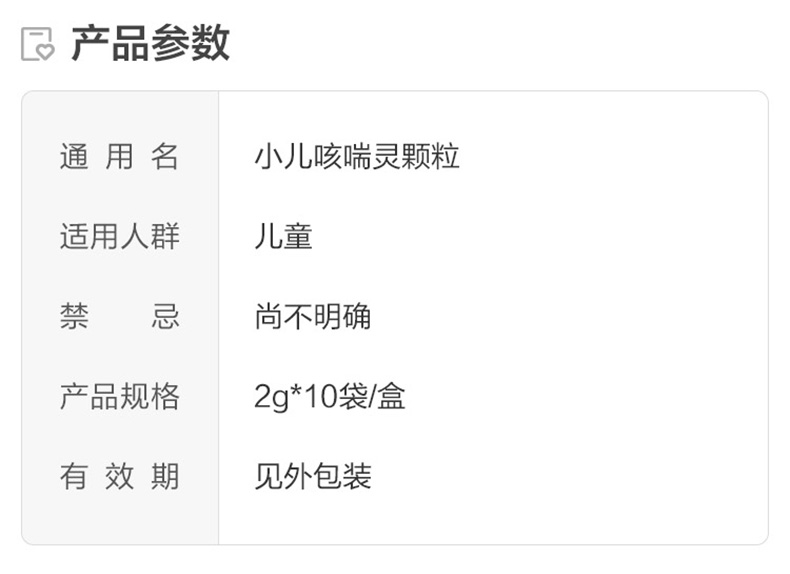 产品参数
通用名 小儿咳喘灵颗粒
适用人群 儿童
禁忌 尚不明确
产品规格 2g*10袋/盒
有效期 见外包装